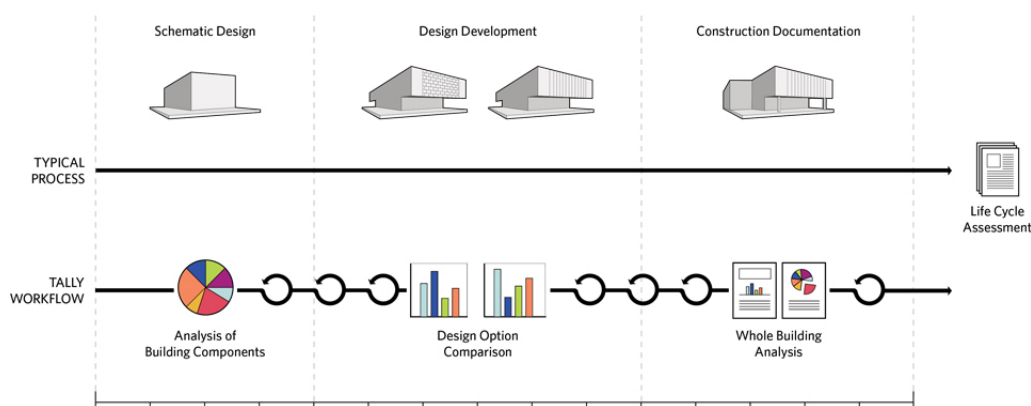 Schematic Design
Design Development
Construction Documentation
TYPICAL
PROCESS
Life Cycle
Assessment
TALLY
WORKFLOW
Analysis of
Building Components
Design Option
Comparison
Whole Building
Analysis